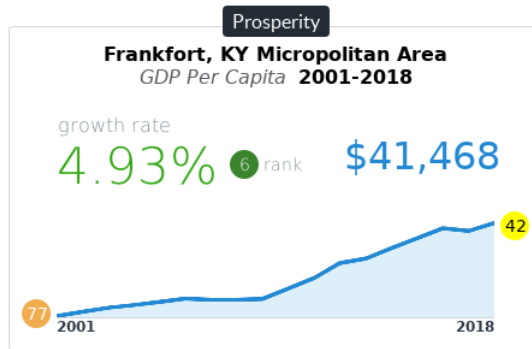 Prosperity
Frankfort, KY Micropolitan Area
GDP Per Capita 2001-2018
growth rate
4.93% 6 rank $41,468
42
77
2001 2018